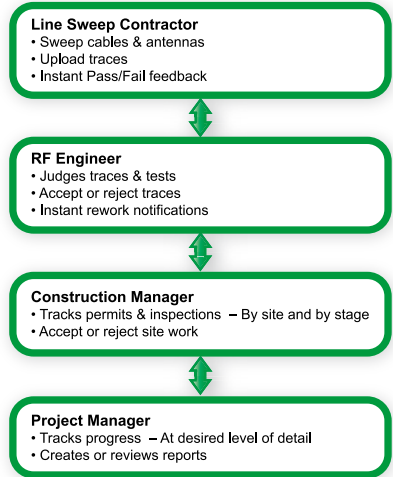 Line Sweep Contractor
• Sweep cables & antennas
• Upload traces
• Instant Pass/Fail feedback
RF Engineer
• Judges traces & tests
• Accept or reject traces
• Instant rework notifications
Construction Manager
• Tracks permits & inspections – By site and by stage
• Accept or reject site work
Project Manager
• Tracks progress – At desired level of detail
• Creates or reviews reports